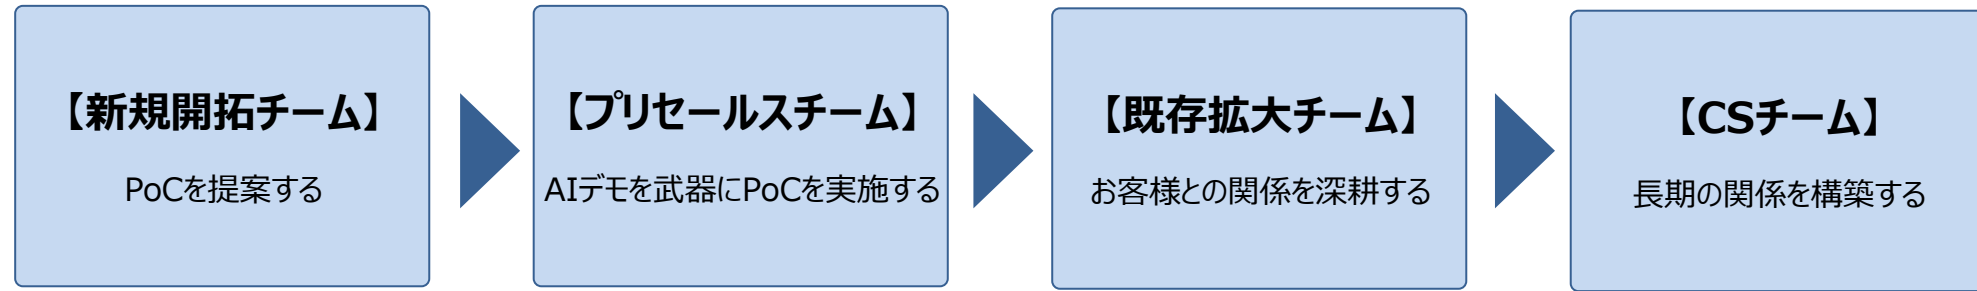 【新規開拓チーム】
PoCを提案する
【プリセールスチーム】
AIデモを武器にPoCを実施する
【既存拡大チーム】
お客様との関係を深耕する
【CSチーム】
長期の関係を構築する